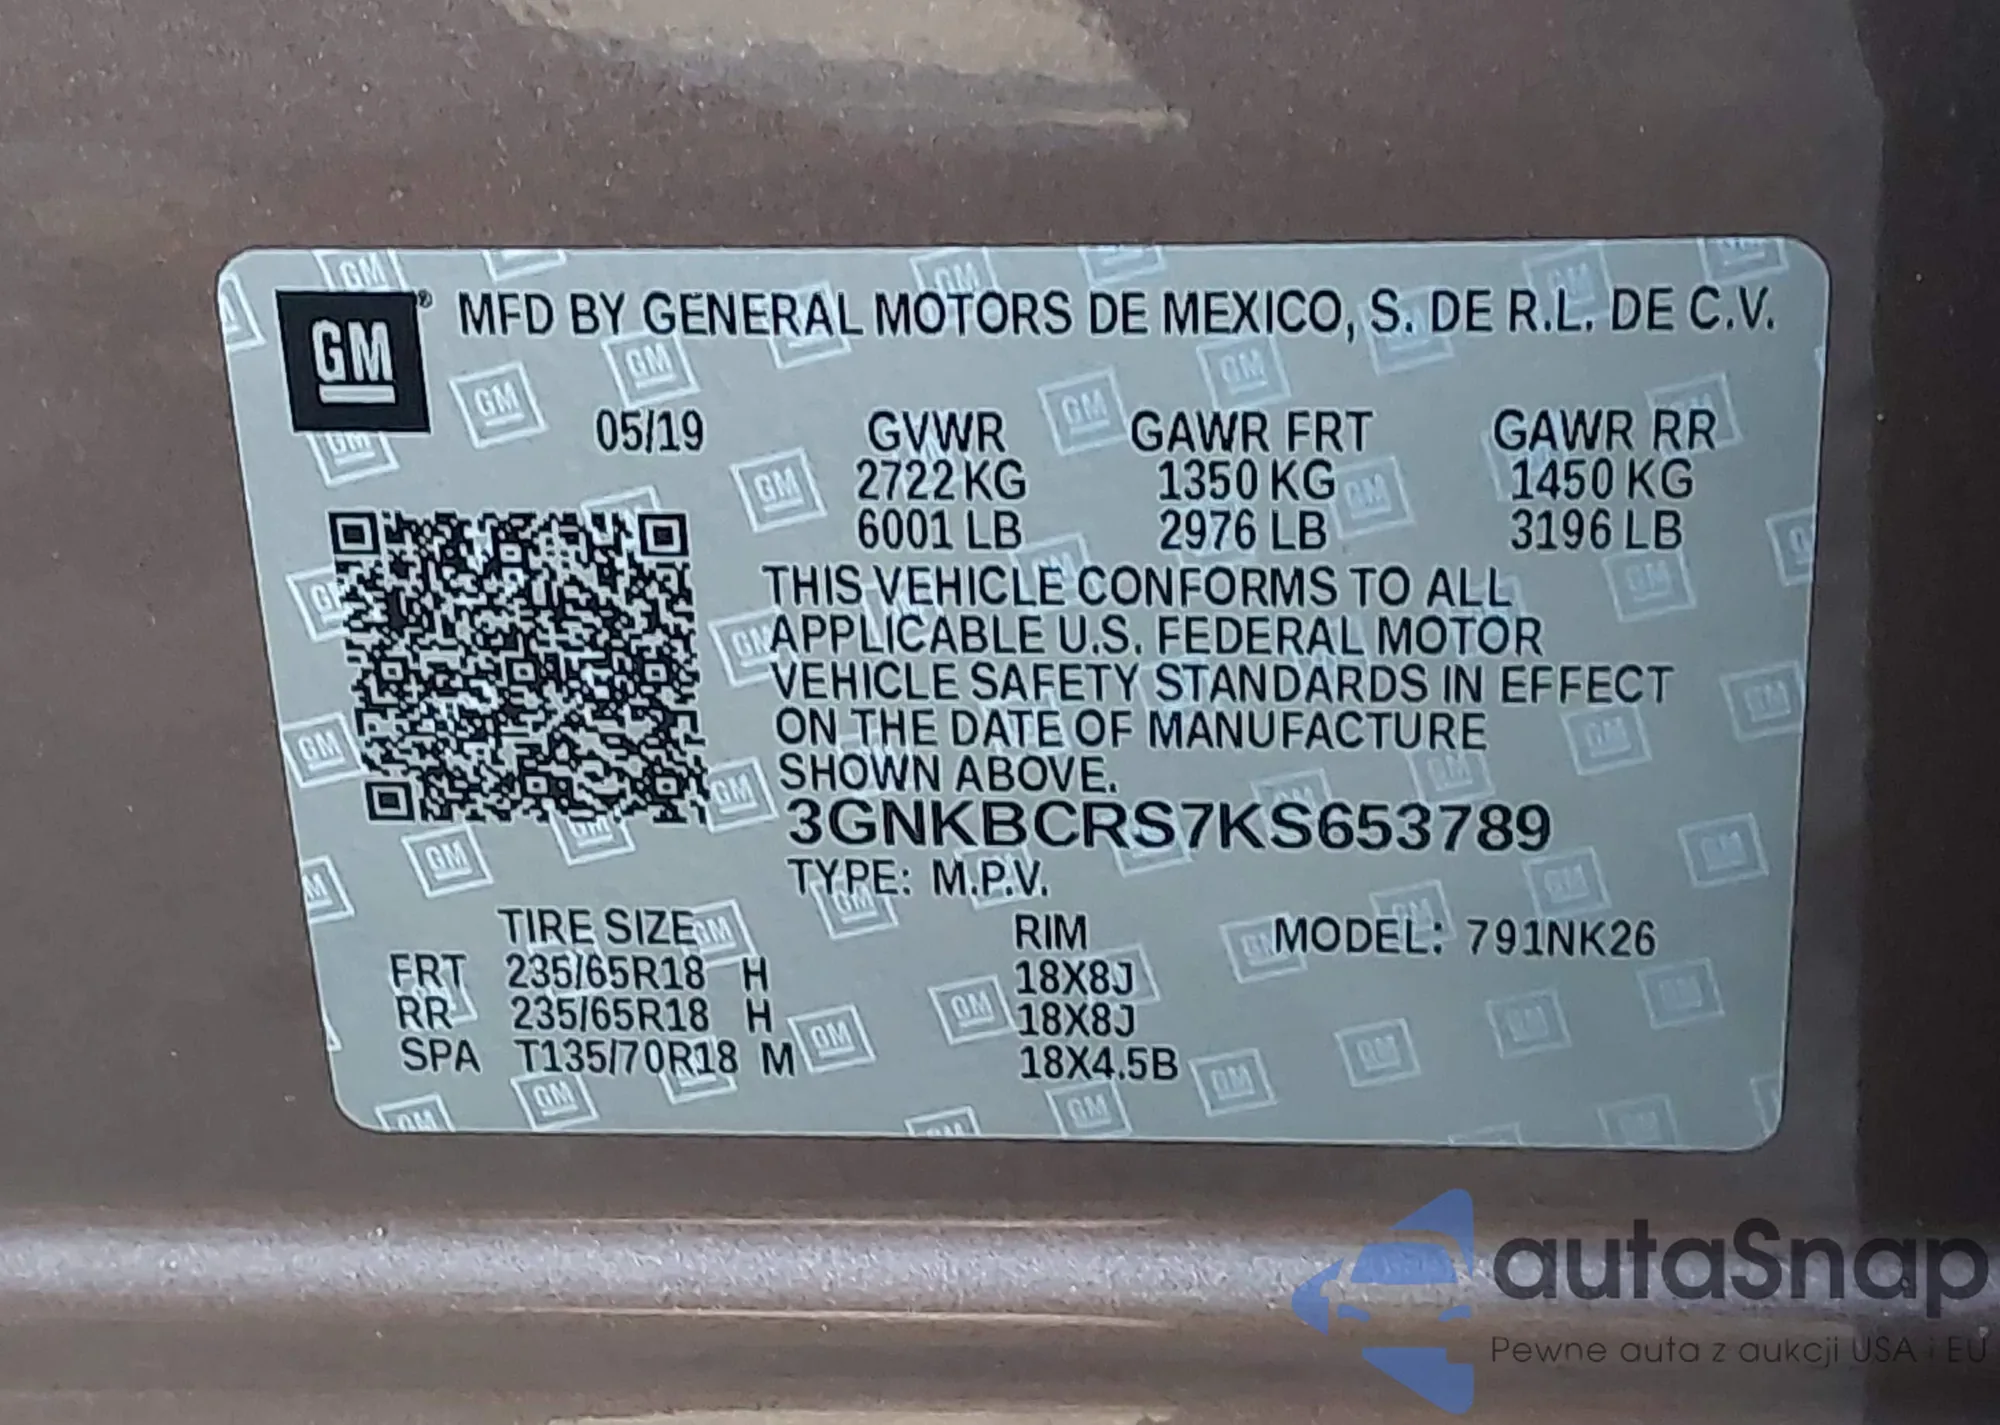 GM® MFD BY GENERAL MOTORS DE MEXICO, S. DE R.L. DE C.V.
05/19 GVWR GAWR FRT GAWR RR
2722 KG 1350 KG 1450 KG
6001 LB 2976 LB 3196 LB
THIS VEHICLE CONFORMS TO ALL
APPLICABLE U.S. FEDERAL MOTOR
VEHICLE SAFETY STANDARDS IN EFFECT
ON THE DATE OF MANUFACTURE
SHOWN ABOVE.
3GNKBCRS7KS653789
TYPE: M.P.V.
TIRE SIZE RIM MODEL: 791NK26
FRT 235/65R18 H 18X8J
RR 235/65R18 H 18X8J
SPA T135/70R18 M 18X4.5B
autaSnap
Pewne auta z aukcji USA i EU